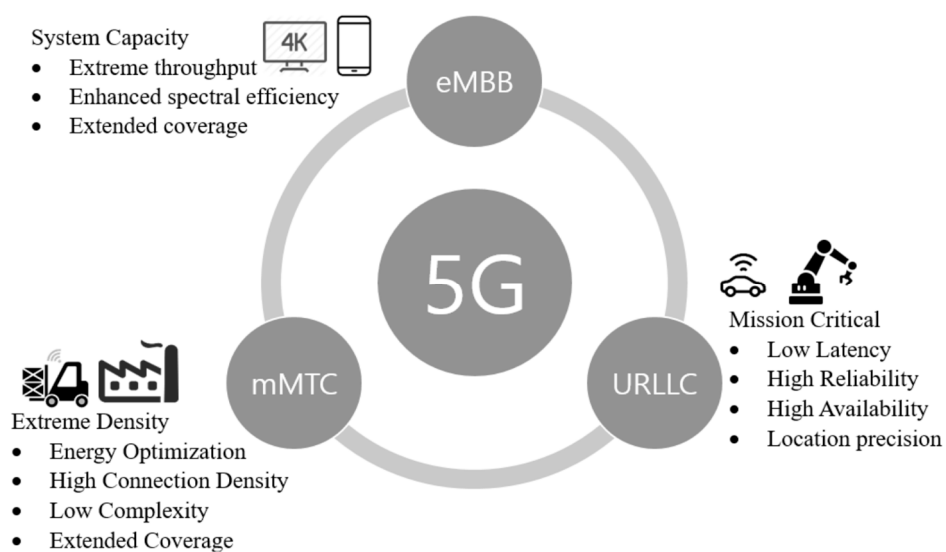 System Capacity
4K
• Extreme throughput
• Enhanced spectral efficiency
• Extended coverage
eMBB
5G
Mission Critical
• Low Latency
• High Reliability
• High Availability
• Location precision
URLLC
mMTC
Extreme Density
• Energy Optimization
• High Connection Density
• Low Complexity
• Extended Coverage